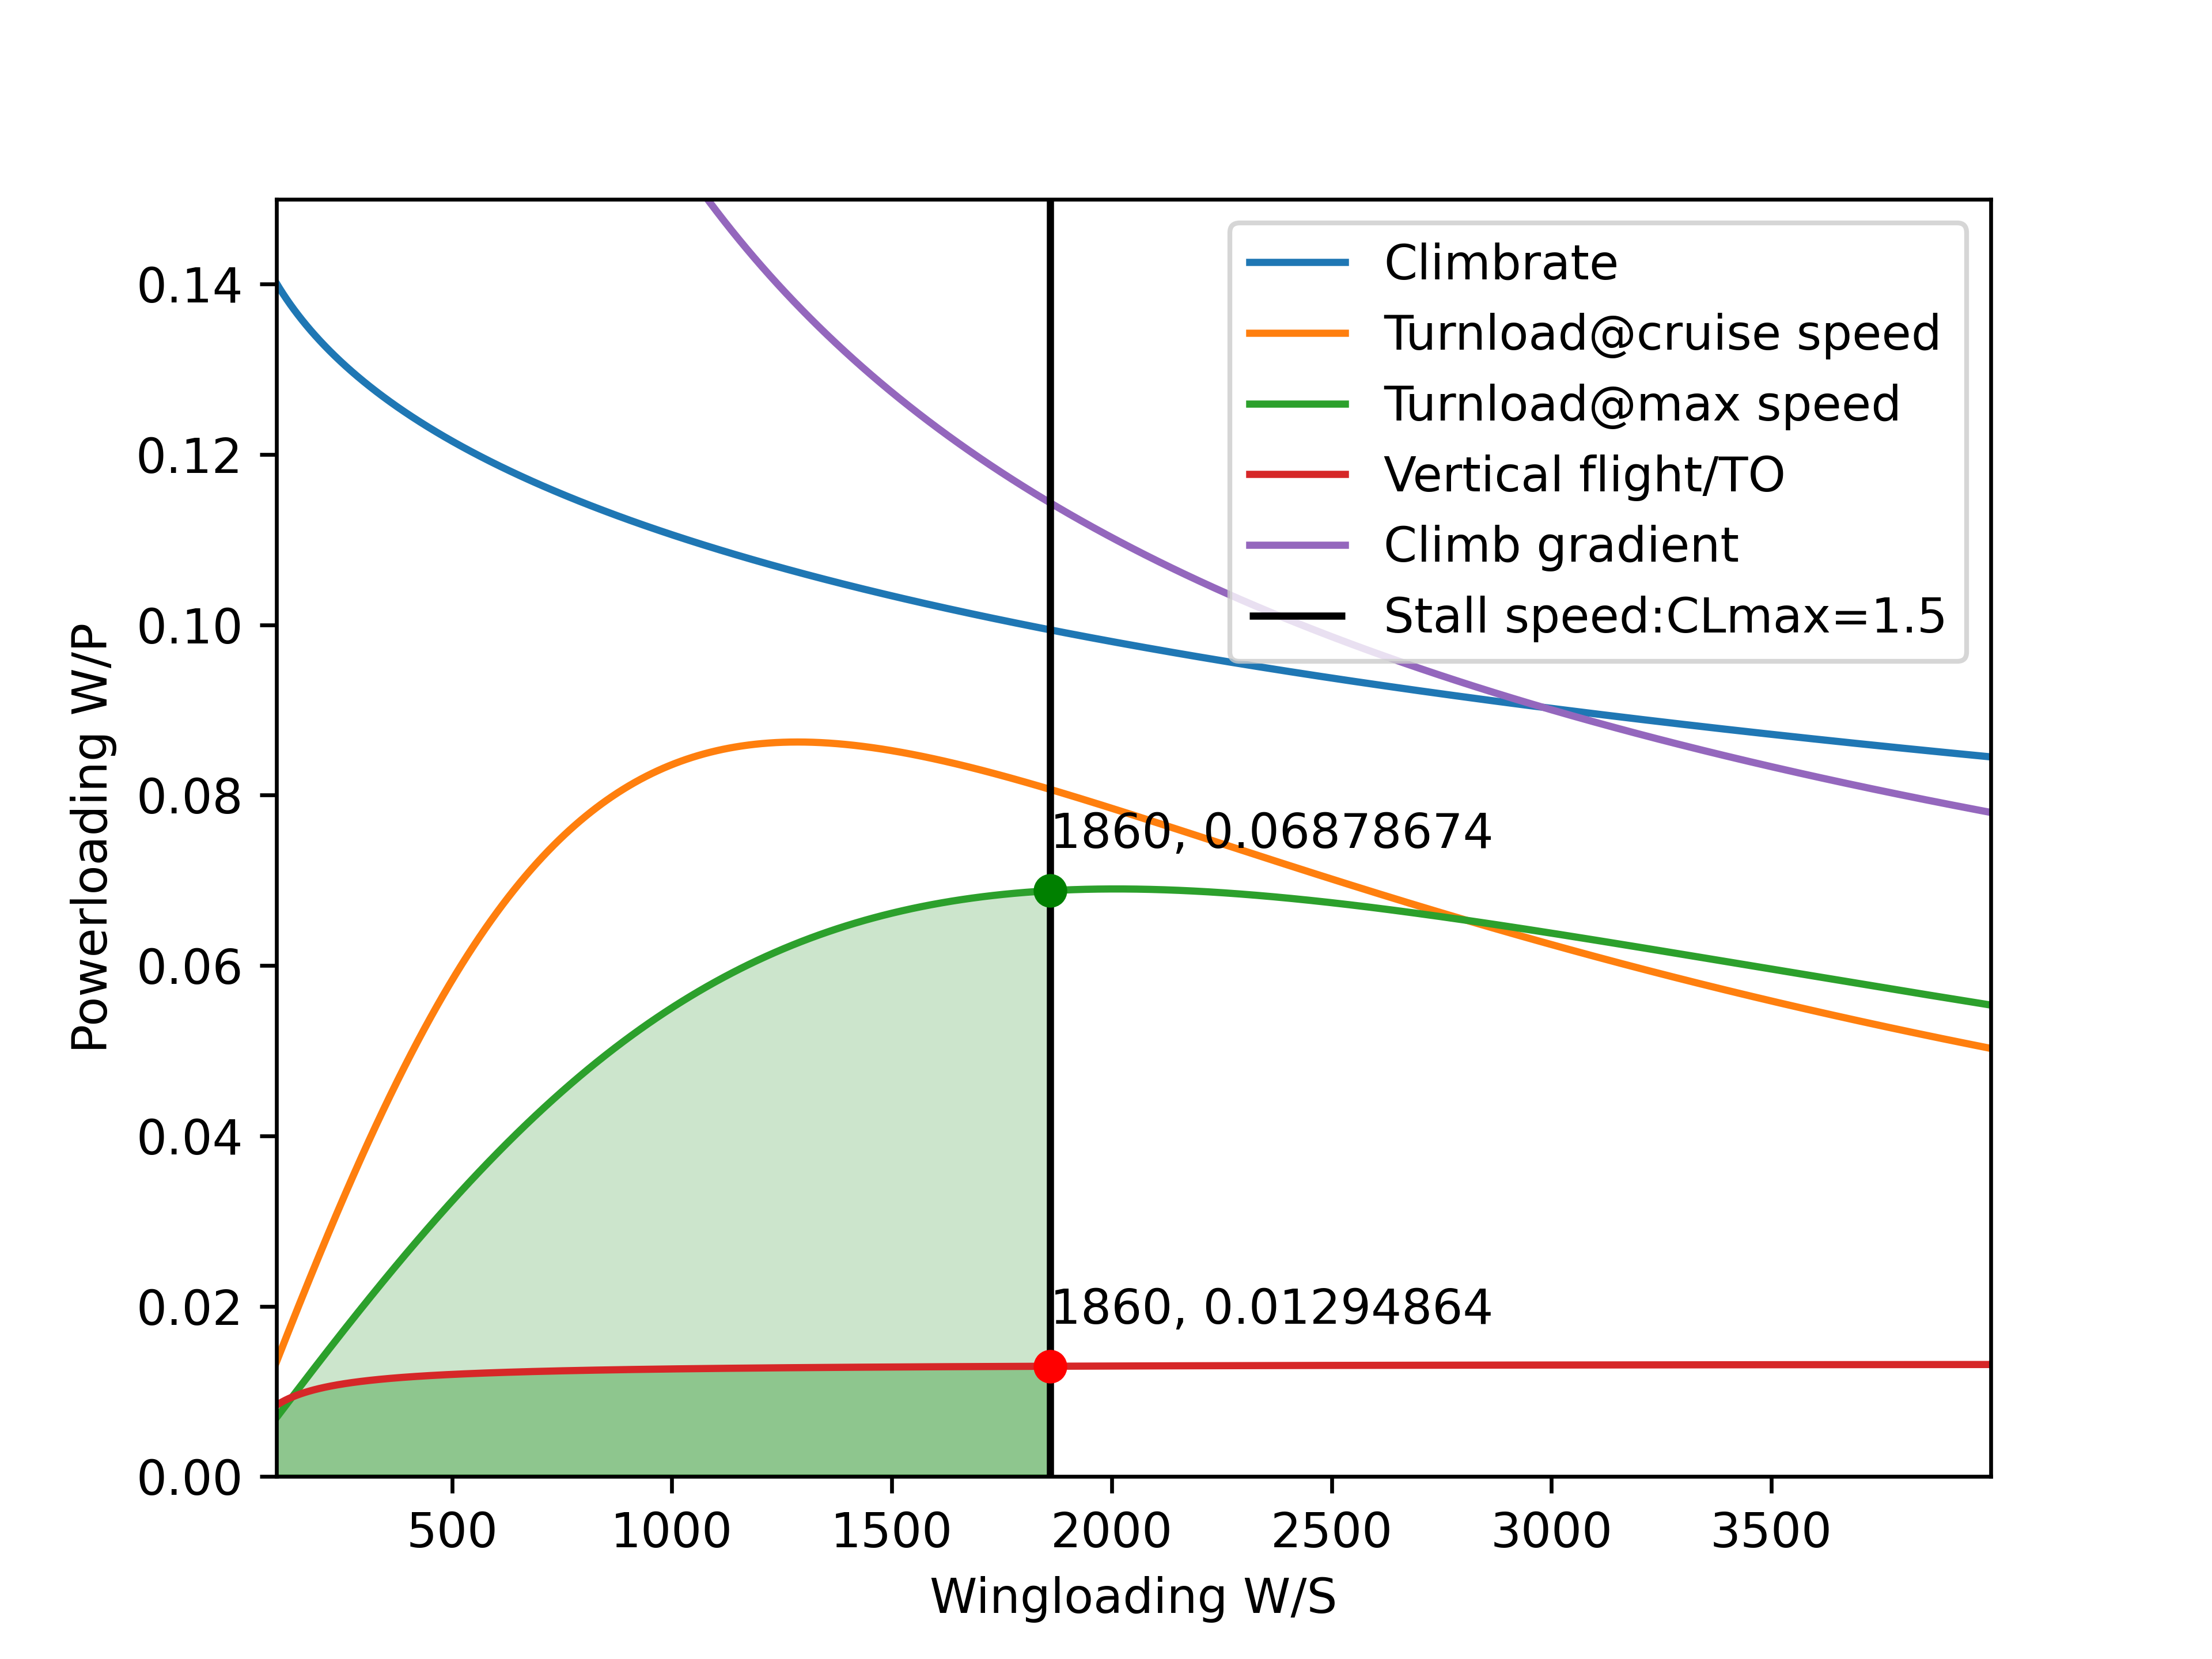 Climbrate
Turnload@cruise speed
Turnload@max speed
Vertical flight/TO
Climb gradient
Stall speed:CLmax=1.5
0.14
0.12
0.10
0.08
0.06
0.04
0.02
0.00
Powerloading W/P
1860, 0.06878674
1860, 0.01294864
500 1000 1500 2000 2500 3000 3500
Wingloading W/S